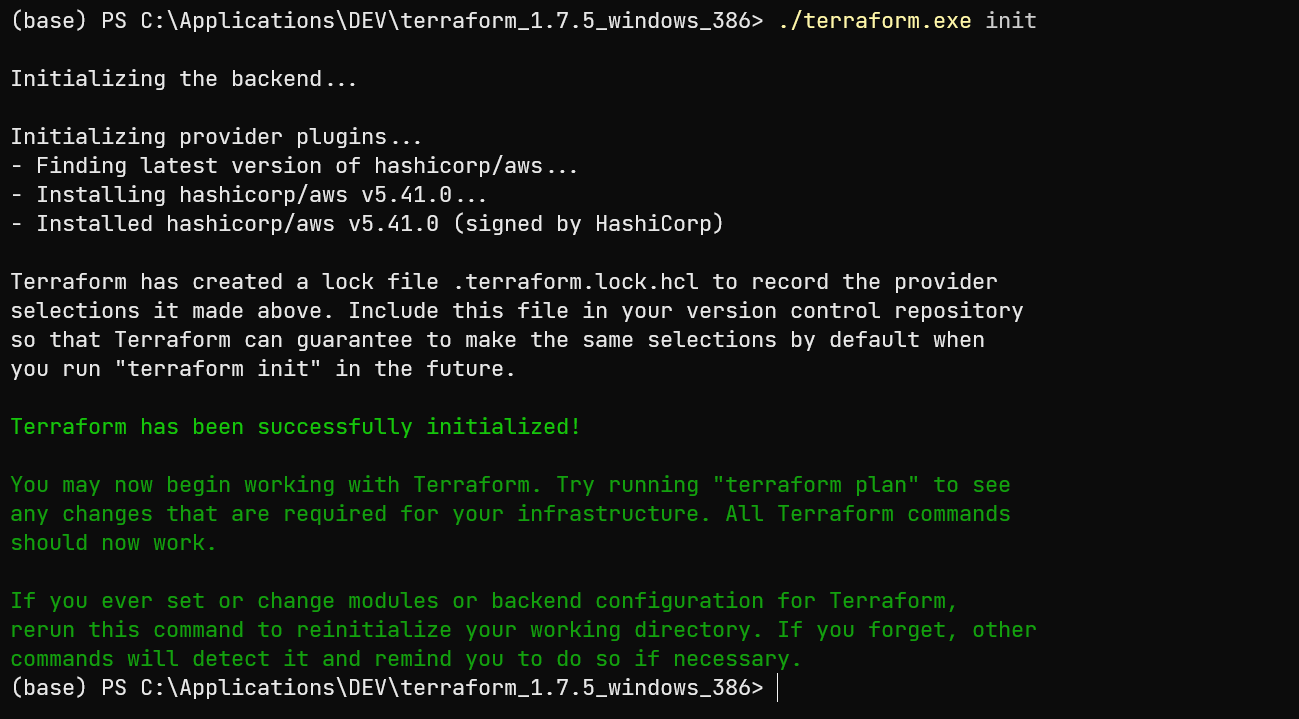 (base) PS C:\Applications\DEV\terraform_1.7.5_windows_386> ./terraform.exe init
Initializing the backend...
Initializing provider plugins...
- Finding latest version of hashicorp/aws...
- Installing hashicorp/aws v5.41.0...
- Installed hashicorp/aws v5.41.0 (signed by HashiCorp)
Terraform has created a lock file .terraform.lock.hcl to record the provider
selections it made above. Include this file in your version control repository
so that Terraform can guarantee to make the same selections by default when
you run "terraform init" in the future.
Terraform has been successfully initialized!
You may now begin working with Terraform. Try running "terraform plan" to see
any changes that are required for your infrastructure. All Terraform commands
should now work.
If you ever set or change modules or backend configuration for Terraform,
rerun this command to reinitialize your working directory. If you forget, other
commands will detect it and remind you to do so if necessary.
(base) PS C:\Applications\DEV\terraform_1.7.5_windows_386>